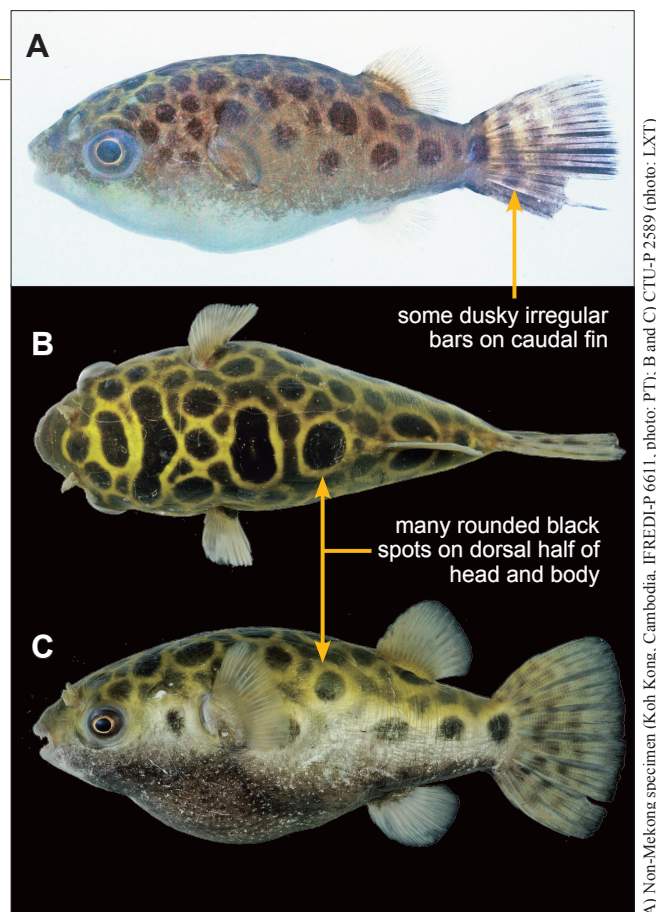 A
some dusky irregular
bars on caudal fin
B
many rounded black
spots on dorsal half of
head and body
C
A) Non-Mekong specimen (Koh Kong, Cambodia, IFREDI-P 6611, photo: PT); B and C) CTU-P 2589 (photo: LXT)